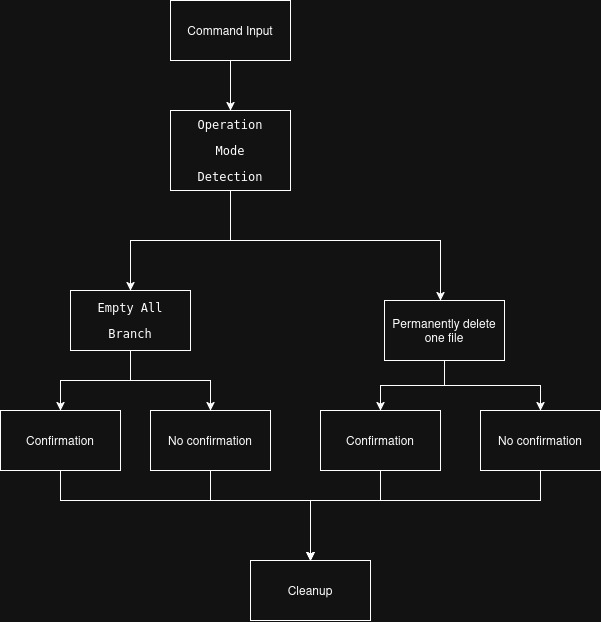 Command Input
Operation
Mode
Detection
Empty All
Branch
Permanently delete
one file
Confirmation
No confirmation
Confirmation
No confirmation
Cleanup